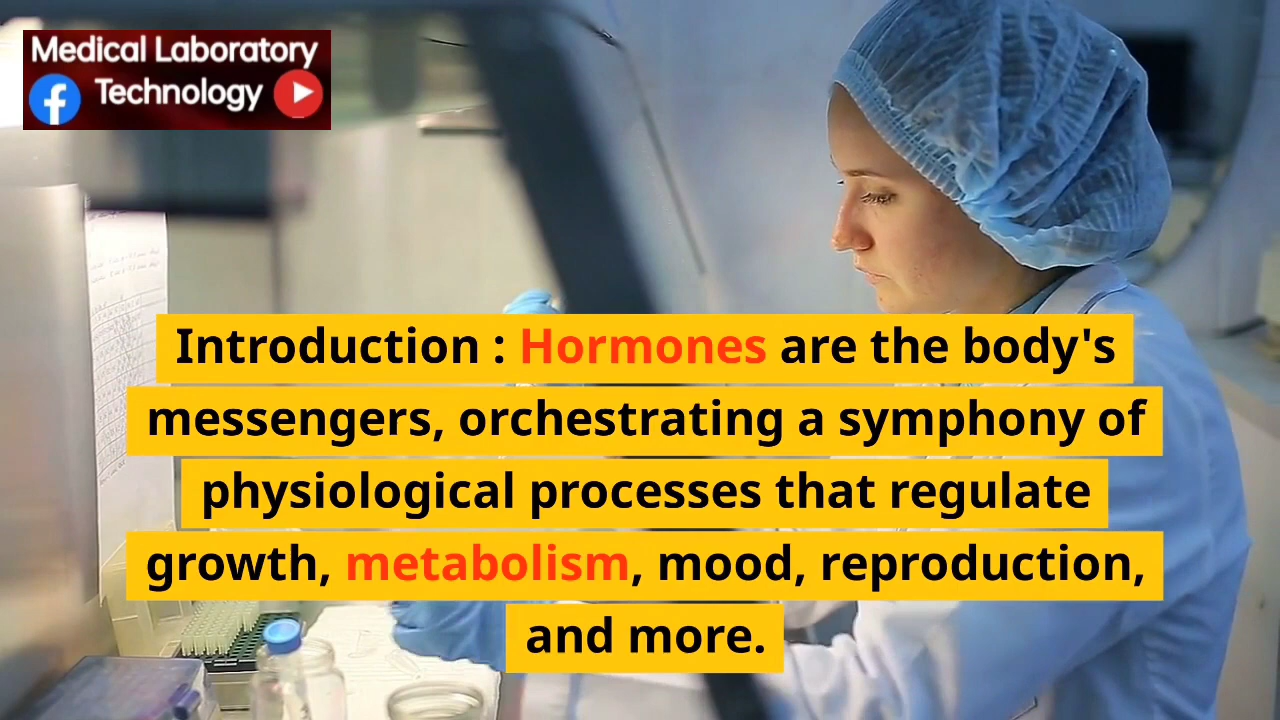 Medical Laboratory
Technology
Introduction : Hormones are the body's
messengers, orchestrating a symphony of
physiological processes that regulate
growth, metabolism, mood, reproduction,
and more.